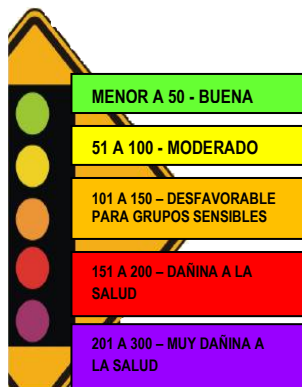 MENOR A 50 - BUENA
51 A 100 - MODERADO
101 A 150 – DESFAVORABLE
PARA GRUPOS SENSIBLES
151 A 200 – DAÑINA A LA
SALUD
201 A 300 – MUY DAÑINA A
LA SALUD